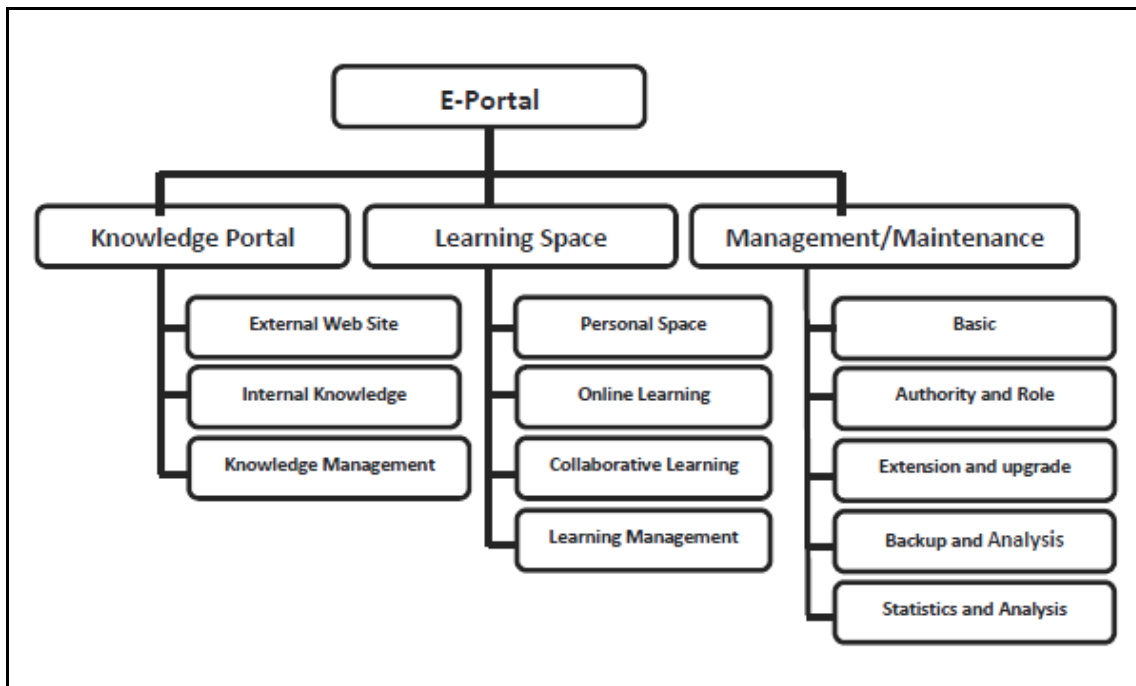 E-Portal
Knowledge Portal
Learning Space
Management/Maintenance
External Web Site
Internal Knowledge
Knowledge Management
Personal Space
Online Learning
Collaborative Learning
Learning Management
Basic
Authority and Role
Extension and upgrade
Backup and Analysis
Statistics and Analysis